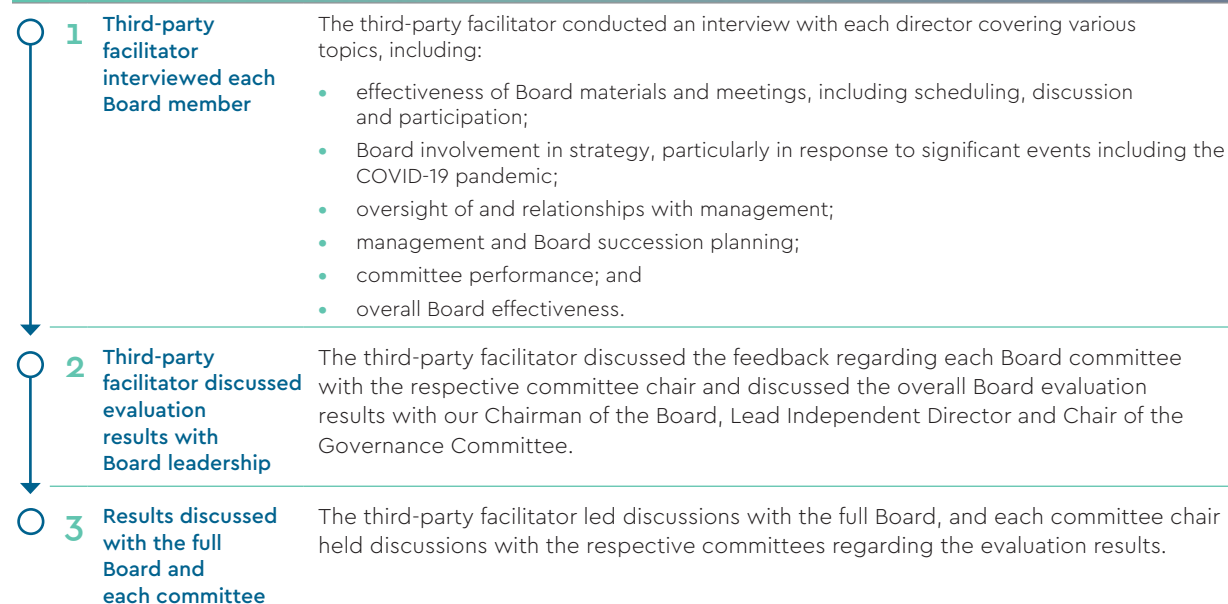 1
Third-party
facilitator
interviewed each
Board member
The third-party facilitator conducted an interview with each director covering various
topics, including:
• effectiveness of Board materials and meetings, including scheduling, discussion
and participation;
• Board involvement in strategy, particularly in response to significant events including the
COVID-19 pandemic;
• oversight of and relationships with management;
• management and Board succession planning;
• committee performance; and
• overall Board effectiveness.
2
Third-party
facilitator discussed
evaluation
results with
Board leadership
The third-party facilitator discussed the feedback regarding each Board committee
with the respective committee chair and discussed the overall Board evaluation
results with our Chairman of the Board, Lead Independent Director and Chair of the
Governance Committee.
3
Results discussed
with the full
Board and
each committee
The third-party facilitator led discussions with the full Board, and each committee chair
held discussions with the respective committees regarding the evaluation results.